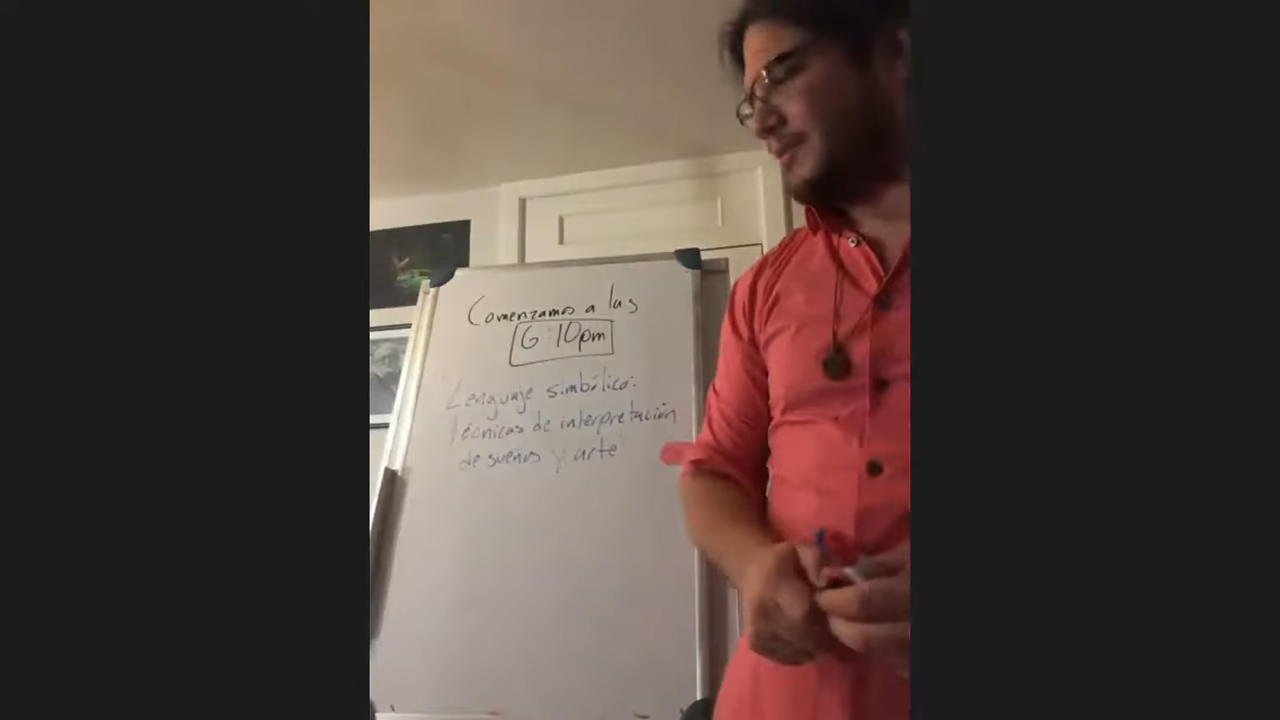 Comenzamos a las
6:10pm
"Lenguaje simbólico:
técnicas de interpretación
de sueños y arte"